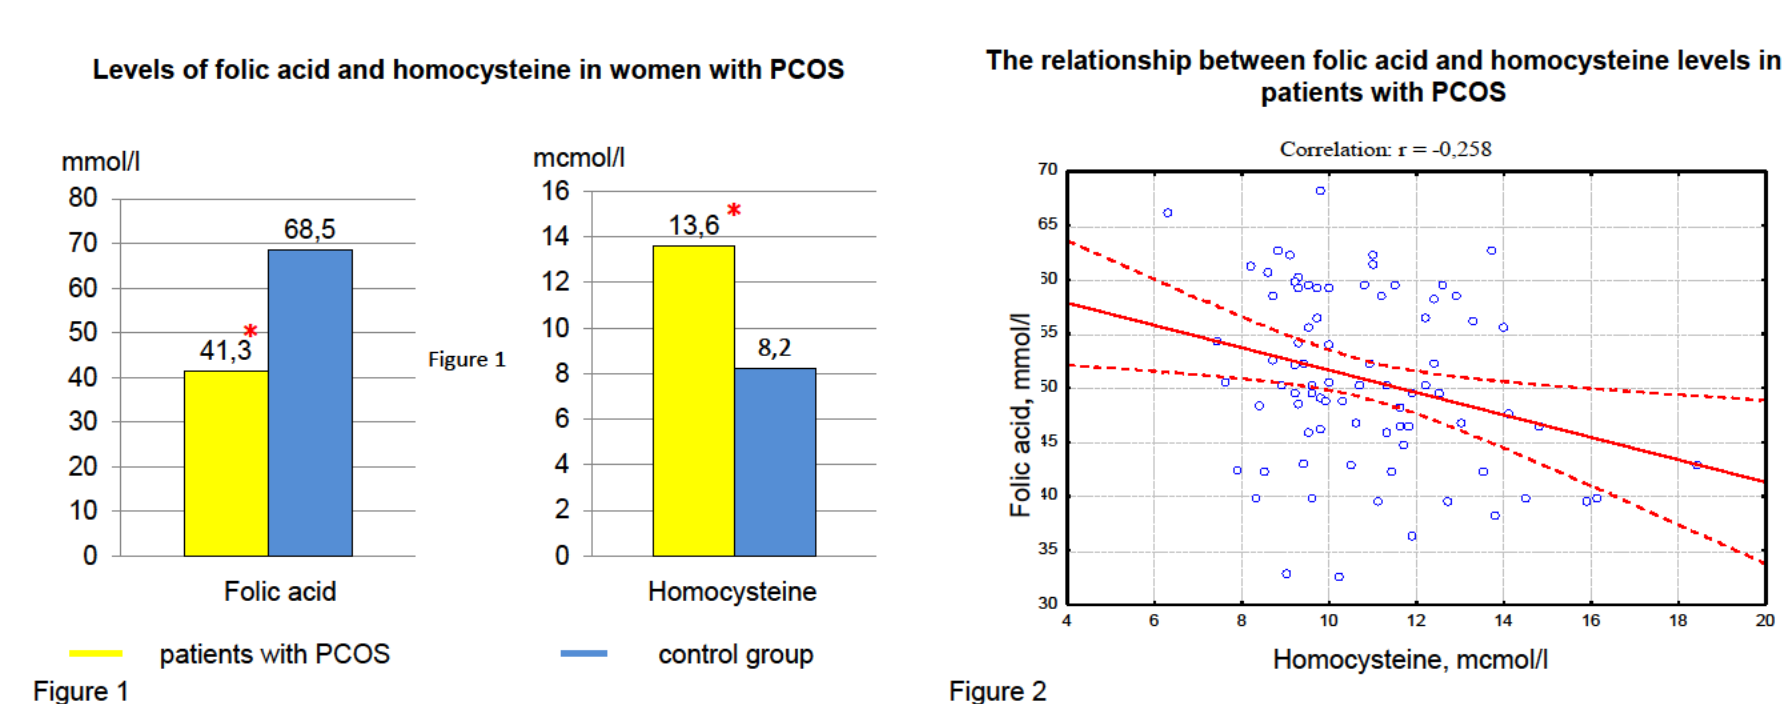 Levels of folic acid and homocysteine in women with PCOS
mmol/l
80
70
60
50
40
30
20
10
0
68,5
*
41,3
Folic acid
Figure 1
mcmol/l
16
14
12
10
8
6
4
2
0
13,6 *
8,2
Homocysteine
patients with PCOS
control group
Figure 1
The relationship between folic acid and homocysteine levels in
patients with PCOS
Correlation: r = -0,258
Folic acid, mmol/l
70
65
60
55
50
45
40
35
30
4 6 8 10 12 14 16 18 20
Homocysteine, mcmol/l
Figure 2